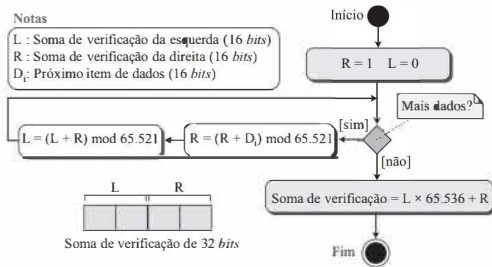 Notas
L : Soma de verificação da esquerda (16 bits)
R : Soma de verificação da direita (16 bits)
Di: Próximo item de dados (16 bits)
Início
R = 1 L = 0
Mais dados?
[sim]
L = (L + R) mod 65.521
R = (R + Di) mod 65.521
[não]
Soma de verificação = L × 65.536 + R
L R
Soma de verificação de 32 bits
Fim